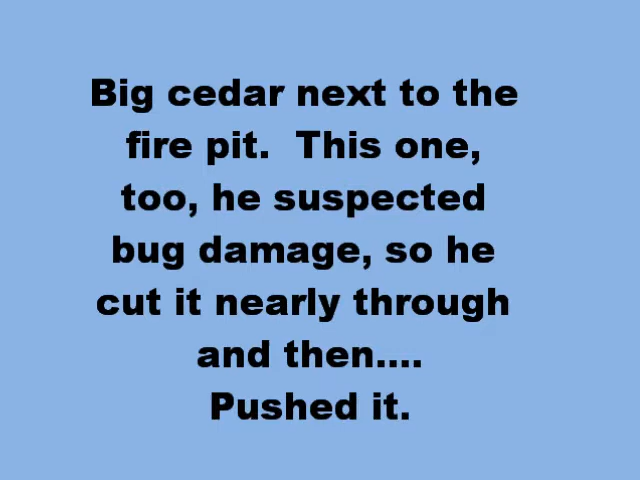 Big cedar next to the
fire pit.  This one,
too, he suspected
bug damage, so he
cut it nearly through
and then....
Pushed it.